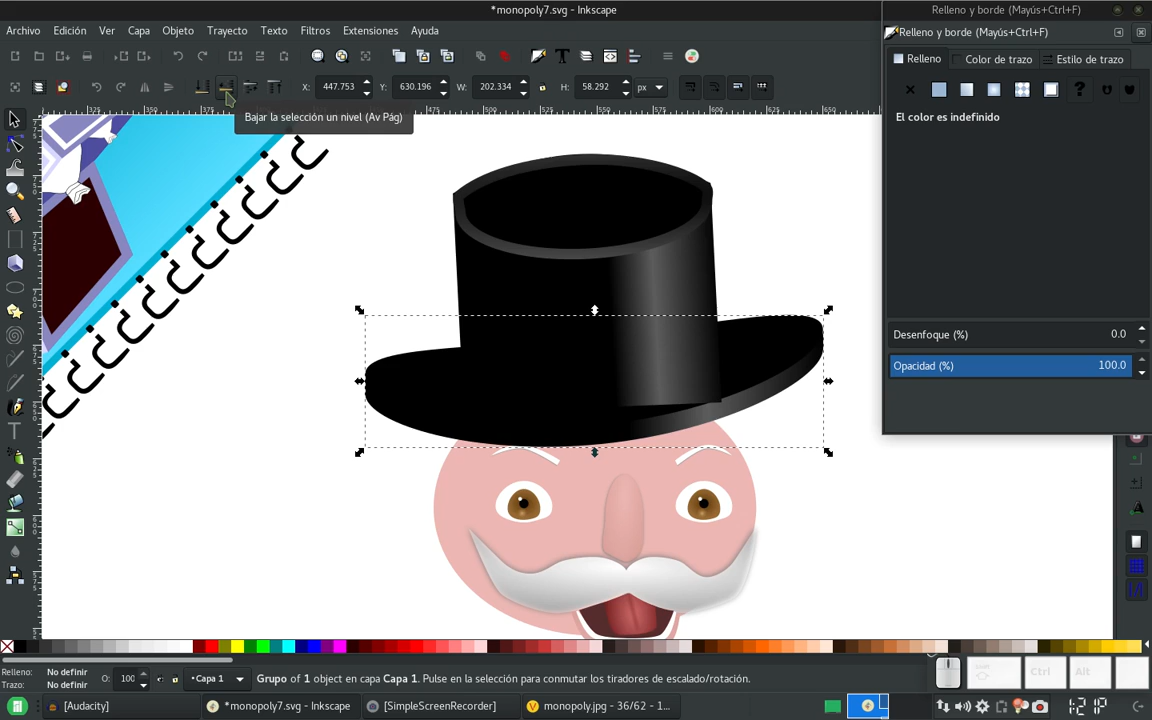 *monopoly7.svg - Inkscape
Relleno y borde (Mayús+Ctrl+F)
Archivo Edición Ver Capa Objeto Trayecto Texto Filtros Extensiones Ayuda
Relleno y borde (Mayús+Ctrl+F)
Relleno Color de trazo Estilo de trazo
X: 447.753 Y: 630.196 W: 202.334 H: 58.292 px
El color es indefinido
Bajar la selección un nivel (Av Pág)
Desenfoque (%) 0.0
Opacidad (%) 100.0
Relleno: No definir
Trazo: No definir
O: 100
•Capa 1
Grupo of 1 object en capa Capa 1. Pulse en la selección para conmutar los tiradores de escalado/rotación.
Ctrl Alt
[Audacity] *monopoly7.svg - Inkscape [SimpleScreenRecorder] monopoly.jpg - 36/62 - 1...